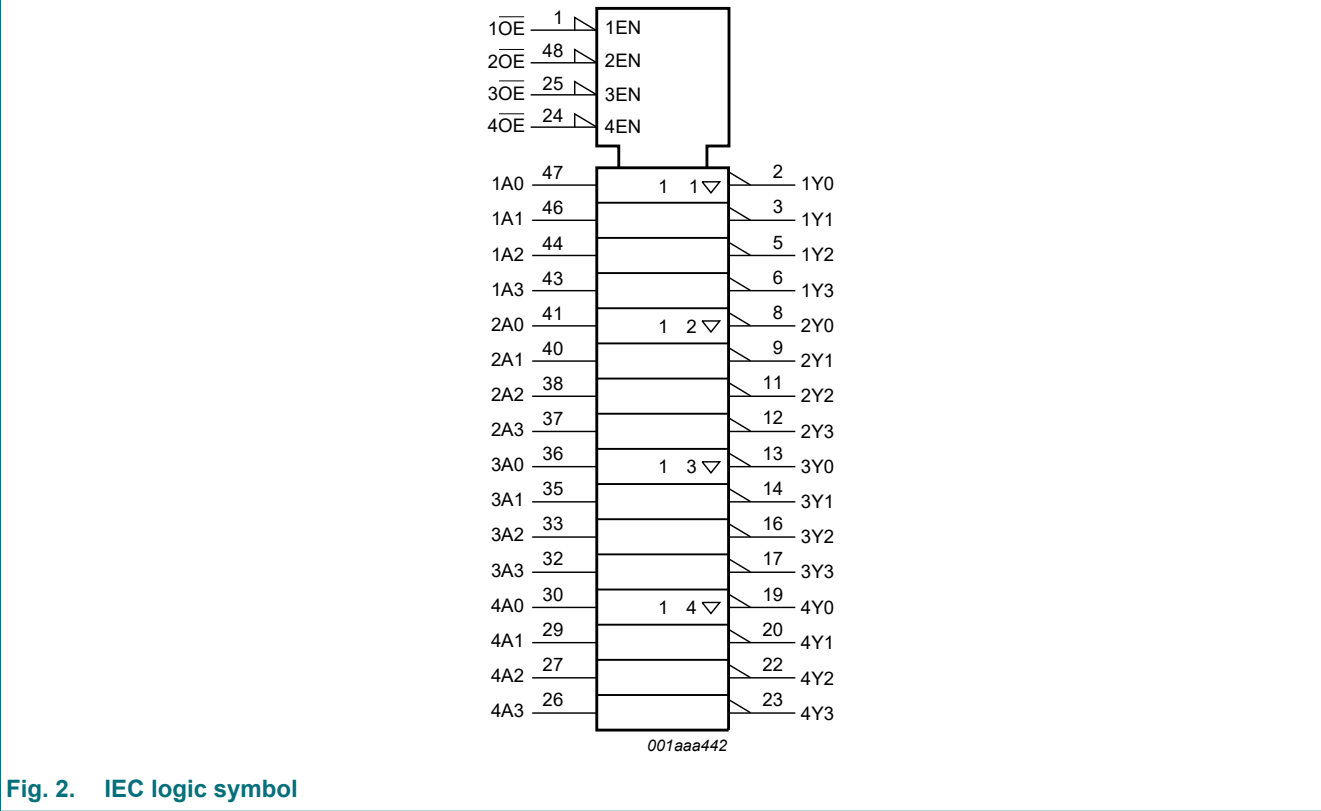 1O̅E̅ 1 1EN
2O̅E̅ 48 2EN
3O̅E̅ 25 3EN
4O̅E̅ 24 4EN
1A0 47 1 1▽ 2 1Y0
1A1 46 3 1Y1
1A2 44 5 1Y2
1A3 43 6 1Y3
2A0 41 1 2▽ 8 2Y0
2A1 40 9 2Y1
2A2 38 11 2Y2
2A3 37 12 2Y3
3A0 36 1 3▽ 13 3Y0
3A1 35 14 3Y1
3A2 33 16 3Y2
3A3 32 17 3Y3
4A0 30 1 4▽ 19 4Y0
4A1 29 20 4Y1
4A2 27 22 4Y2
4A3 26 23 4Y3
001aaa442
Fig. 2. IEC logic symbol